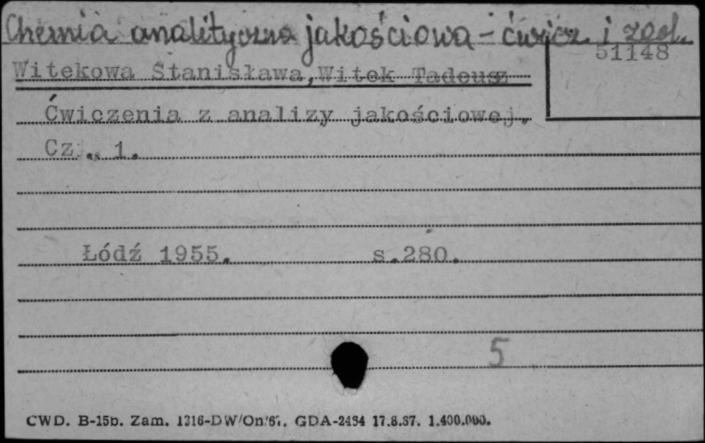 Chemia analityczna jakościowa - ćwicz. i zad.
51148
Witekowa Stanisława, Witek Tadeusz
Ćwiczenia z analizy jakościowej.
Cz. 1.
Łódź 1955. s.280.
5
CWD. B-15b. Zam. 1216-DW/On/67. GDA-2434 17.8.67. 1.400.000.